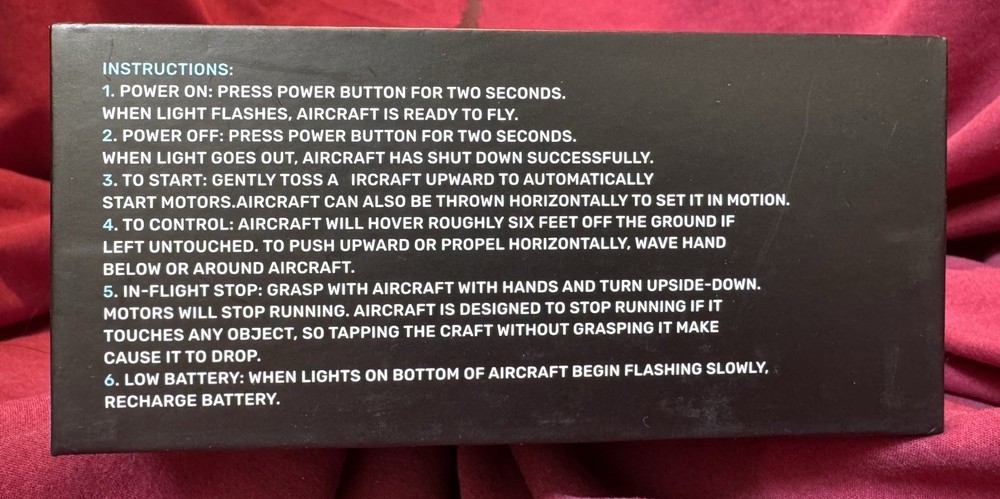 INSTRUCTIONS:
1. POWER ON: PRESS POWER BUTTON FOR TWO SECONDS.
WHEN LIGHT FLASHES, AIRCRAFT IS READY TO FLY.
2. POWER OFF: PRESS POWER BUTTON FOR TWO SECONDS.
WHEN LIGHT GOES OUT, AIRCRAFT HAS SHUT DOWN SUCCESSFULLY.
3. TO START: GENTLY TOSS A   IRCRAFT UPWARD TO AUTOMATICALLY
START MOTORS.AIRCRAFT CAN ALSO BE THROWN HORIZONTALLY TO SET IT IN MOTION.
4. TO CONTROL: AIRCRAFT WILL HOVER ROUGHLY SIX FEET OFF THE GROUND IF
LEFT UNTOUCHED. TO PUSH UPWARD OR PROPEL HORIZONTALLY, WAVE HAND
BELOW OR AROUND AIRCRAFT.
5. IN-FLIGHT STOP: GRASP WITH AIRCRAFT WITH HANDS AND TURN UPSIDE-DOWN.
MOTORS WILL STOP RUNNING. AIRCRAFT IS DESIGNED TO STOP RUNNING IF IT
TOUCHES ANY OBJECT, SO TAPPING THE CRAFT WITHOUT GRASPING IT MAKE
CAUSE IT TO DROP.
6. LOW BATTERY: WHEN LIGHTS ON BOTTOM OF AIRCRAFT BEGIN FLASHING SLOWLY,
RECHARGE BATTERY.